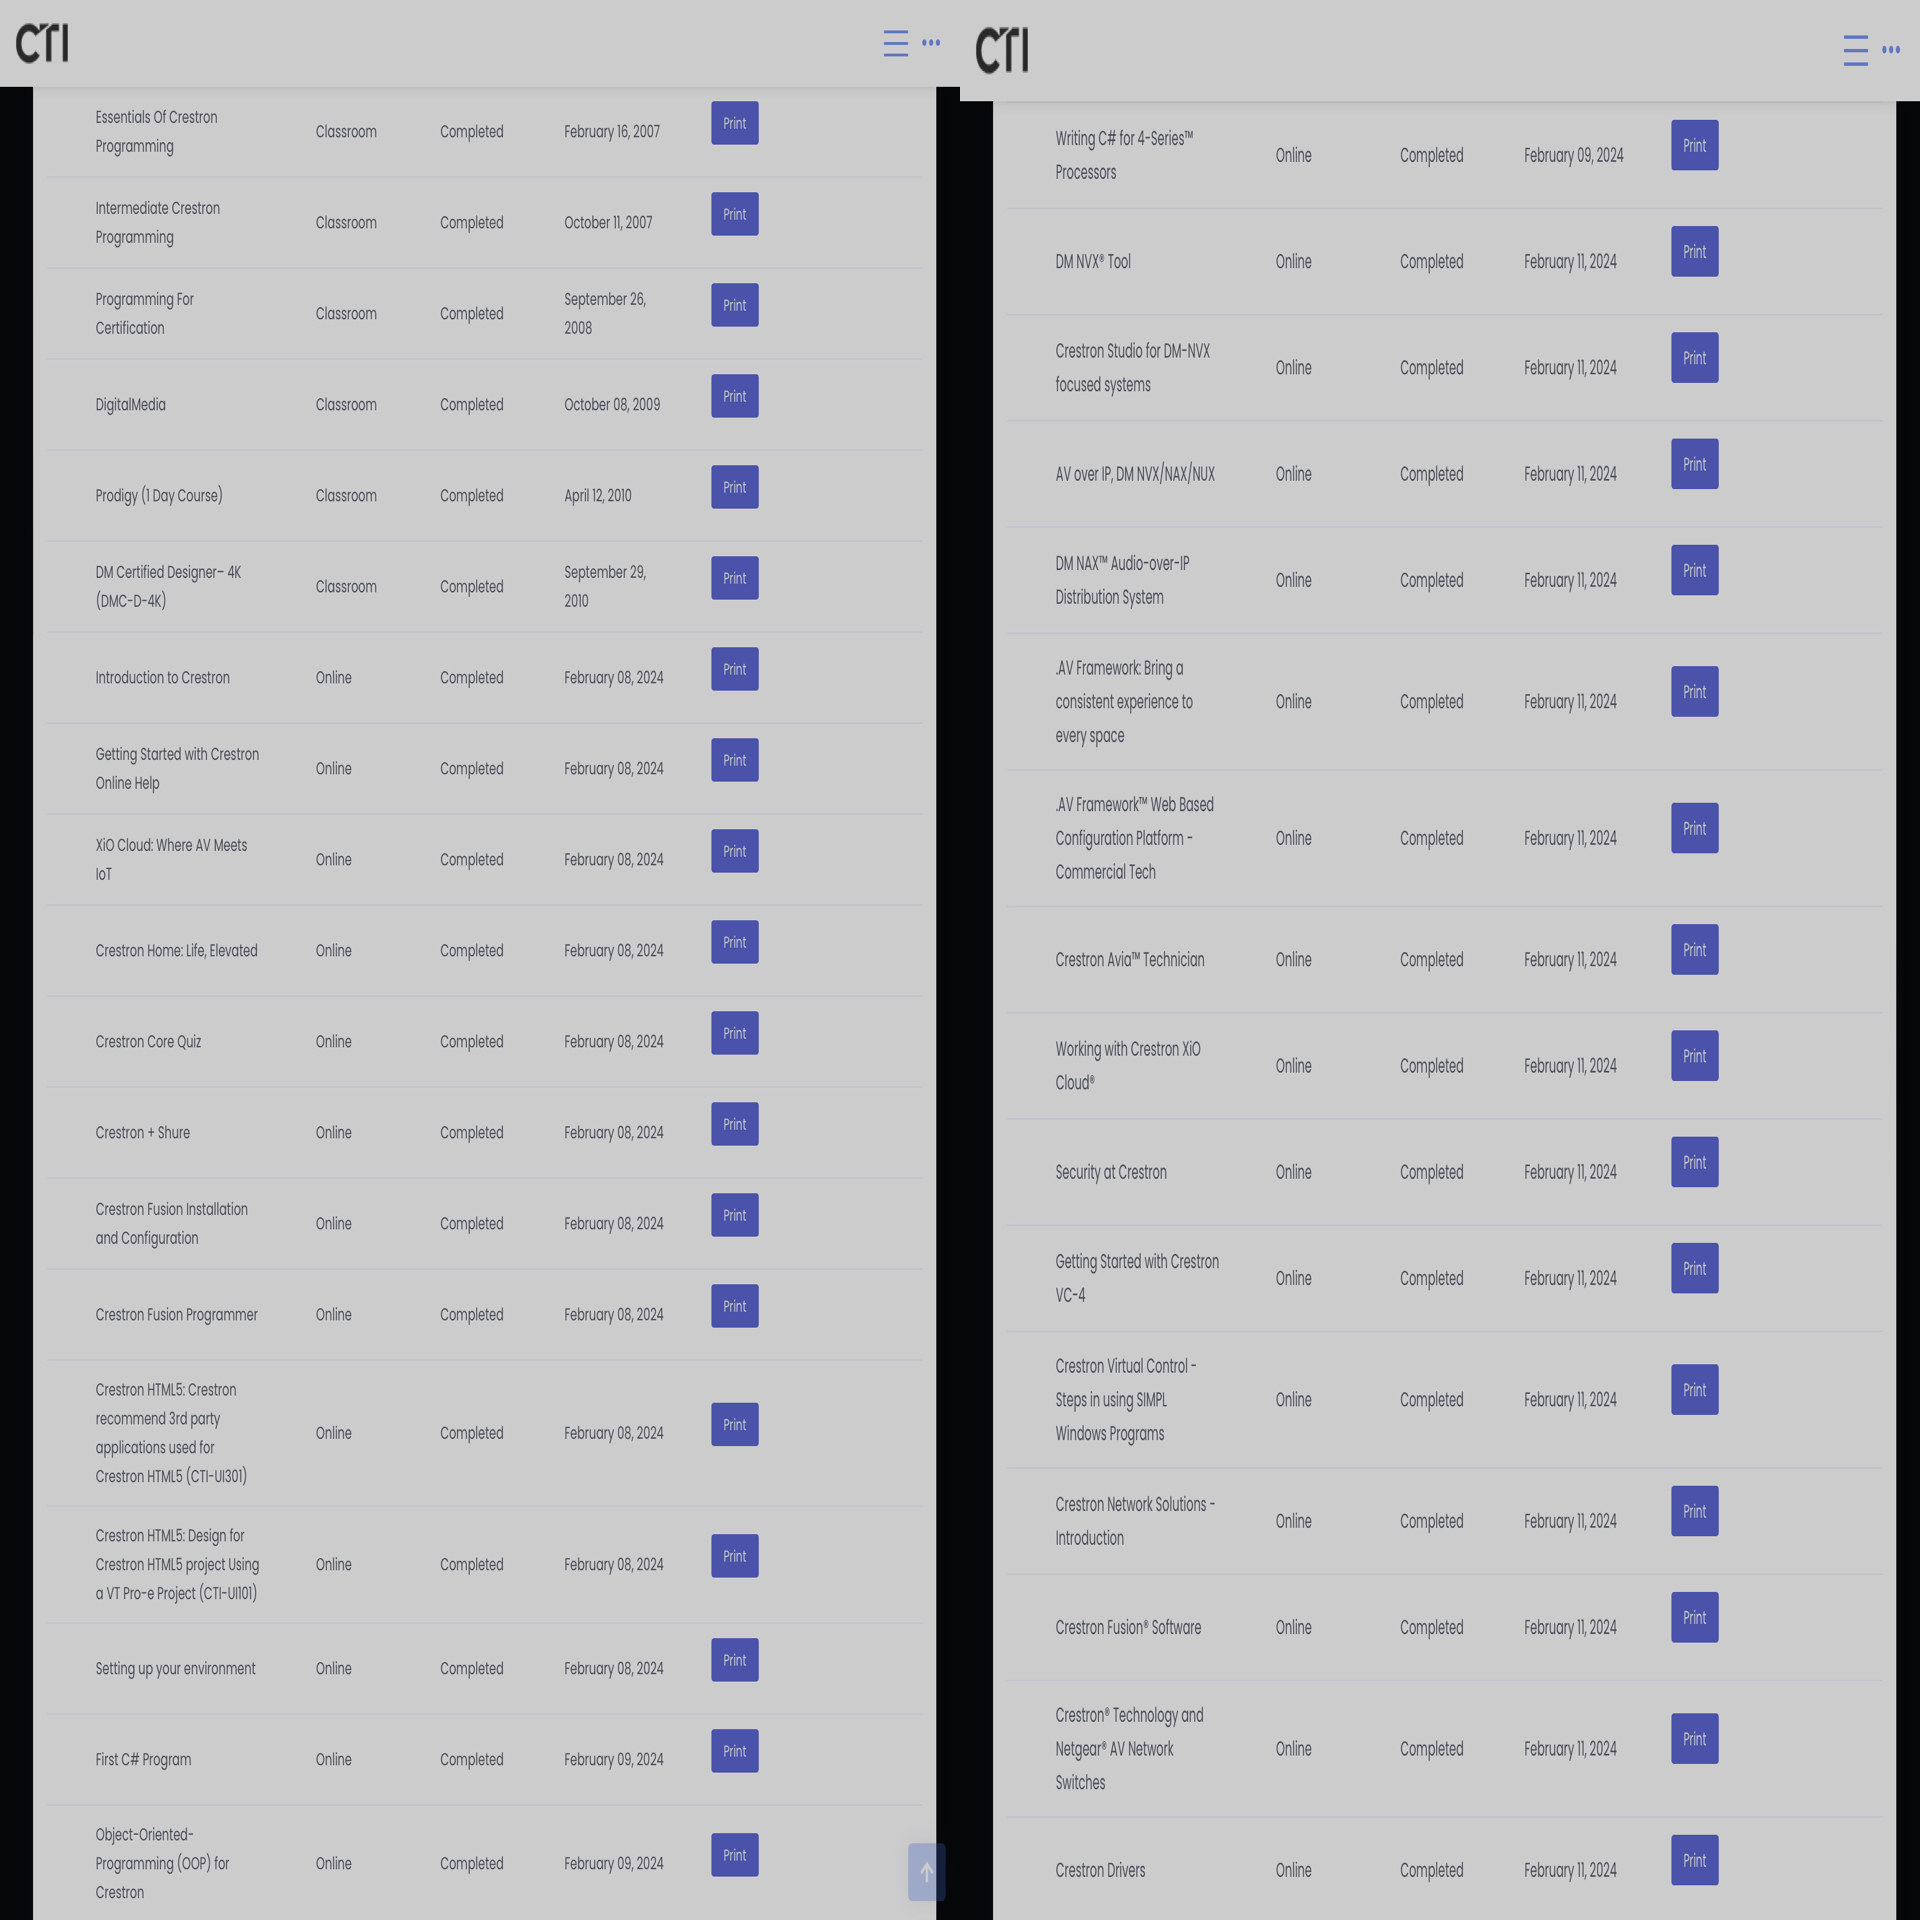 CTI
Essentials Of Crestron
Programming
Classroom
Completed
February 16, 2007
Print
Intermediate Crestron
Programming
Classroom
Completed
October 11, 2007
Print
Programming For
Certification
Classroom
Completed
September 26,
2008
Print
DigitalMedia
Classroom
Completed
October 08, 2009
Print
Prodigy (1 Day Course)
Classroom
Completed
April 12, 2010
Print
DM Certified Designer– 4K
(DMC-D-4K)
Classroom
Completed
September 29,
2010
Print
Introduction to Crestron
Online
Completed
February 08, 2024
Print
Getting Started with Crestron
Online Help
Online
Completed
February 08, 2024
Print
XiO Cloud: Where AV Meets
IoT
Online
Completed
February 08, 2024
Print
Crestron Home: Life, Elevated
Online
Completed
February 08, 2024
Print
Crestron Core Quiz
Online
Completed
February 08, 2024
Print
Crestron + Shure
Online
Completed
February 08, 2024
Print
Crestron Fusion Installation
and Configuration
Online
Completed
February 08, 2024
Print
Crestron Fusion Programmer
Online
Completed
February 08, 2024
Print
Crestron HTML5: Crestron
recommend 3rd party
applications used for
Crestron HTML5 (CTI-UI301)
Online
Completed
February 08, 2024
Print
Crestron HTML5: Design for
Crestron HTML5 project Using
a VT Pro-e Project (CTI-UI101)
Online
Completed
February 08, 2024
Print
Setting up your environment
Online
Completed
February 08, 2024
Print
First C# Program
Online
Completed
February 09, 2024
Print
Object-Oriented-
Programming (OOP) for
Crestron
Online
Completed
February 09, 2024
Print
CTI
Writing C# for 4-Series™
Processors
Online
Completed
February 09, 2024
Print
DM NVX® Tool
Online
Completed
February 11, 2024
Print
Crestron Studio for DM-NVX
focused systems
Online
Completed
February 11, 2024
Print
AV over IP, DM NVX/NAX/NUX
Online
Completed
February 11, 2024
Print
DM NAX™ Audio-over-IP
Distribution System
Online
Completed
February 11, 2024
Print
.AV Framework: Bring a
consistent experience to
every space
Online
Completed
February 11, 2024
Print
.AV Framework™ Web Based
Configuration Platform -
Commercial Tech
Online
Completed
February 11, 2024
Print
Crestron Avia™ Technician
Online
Completed
February 11, 2024
Print
Working with Crestron XiO
Cloud®
Online
Completed
February 11, 2024
Print
Security at Crestron
Online
Completed
February 11, 2024
Print
Getting Started with Crestron
VC-4
Online
Completed
February 11, 2024
Print
Crestron Virtual Control -
Steps in using SIMPL
Windows Programs
Online
Completed
February 11, 2024
Print
Crestron Network Solutions -
Introduction
Online
Completed
February 11, 2024
Print
Crestron Fusion® Software
Online
Completed
February 11, 2024
Print
Crestron® Technology and
Netgear® AV Network
Switches
Online
Completed
February 11, 2024
Print
Crestron Drivers
Online
Completed
February 11, 2024
Print